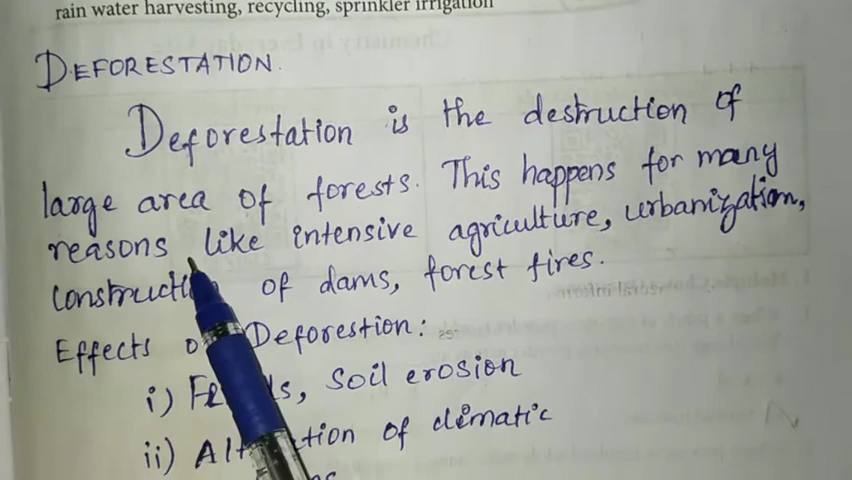 rain water harvesting, recycling, sprinkler irrigation
DEFORESTATION.
Deforestation is the destruction of
large area of forests. This happens for many
reasons like intensive agriculture, urbanization,
of dams, forest fires.
Effects Deforestion:
i) soil erosion
ii) of climatic